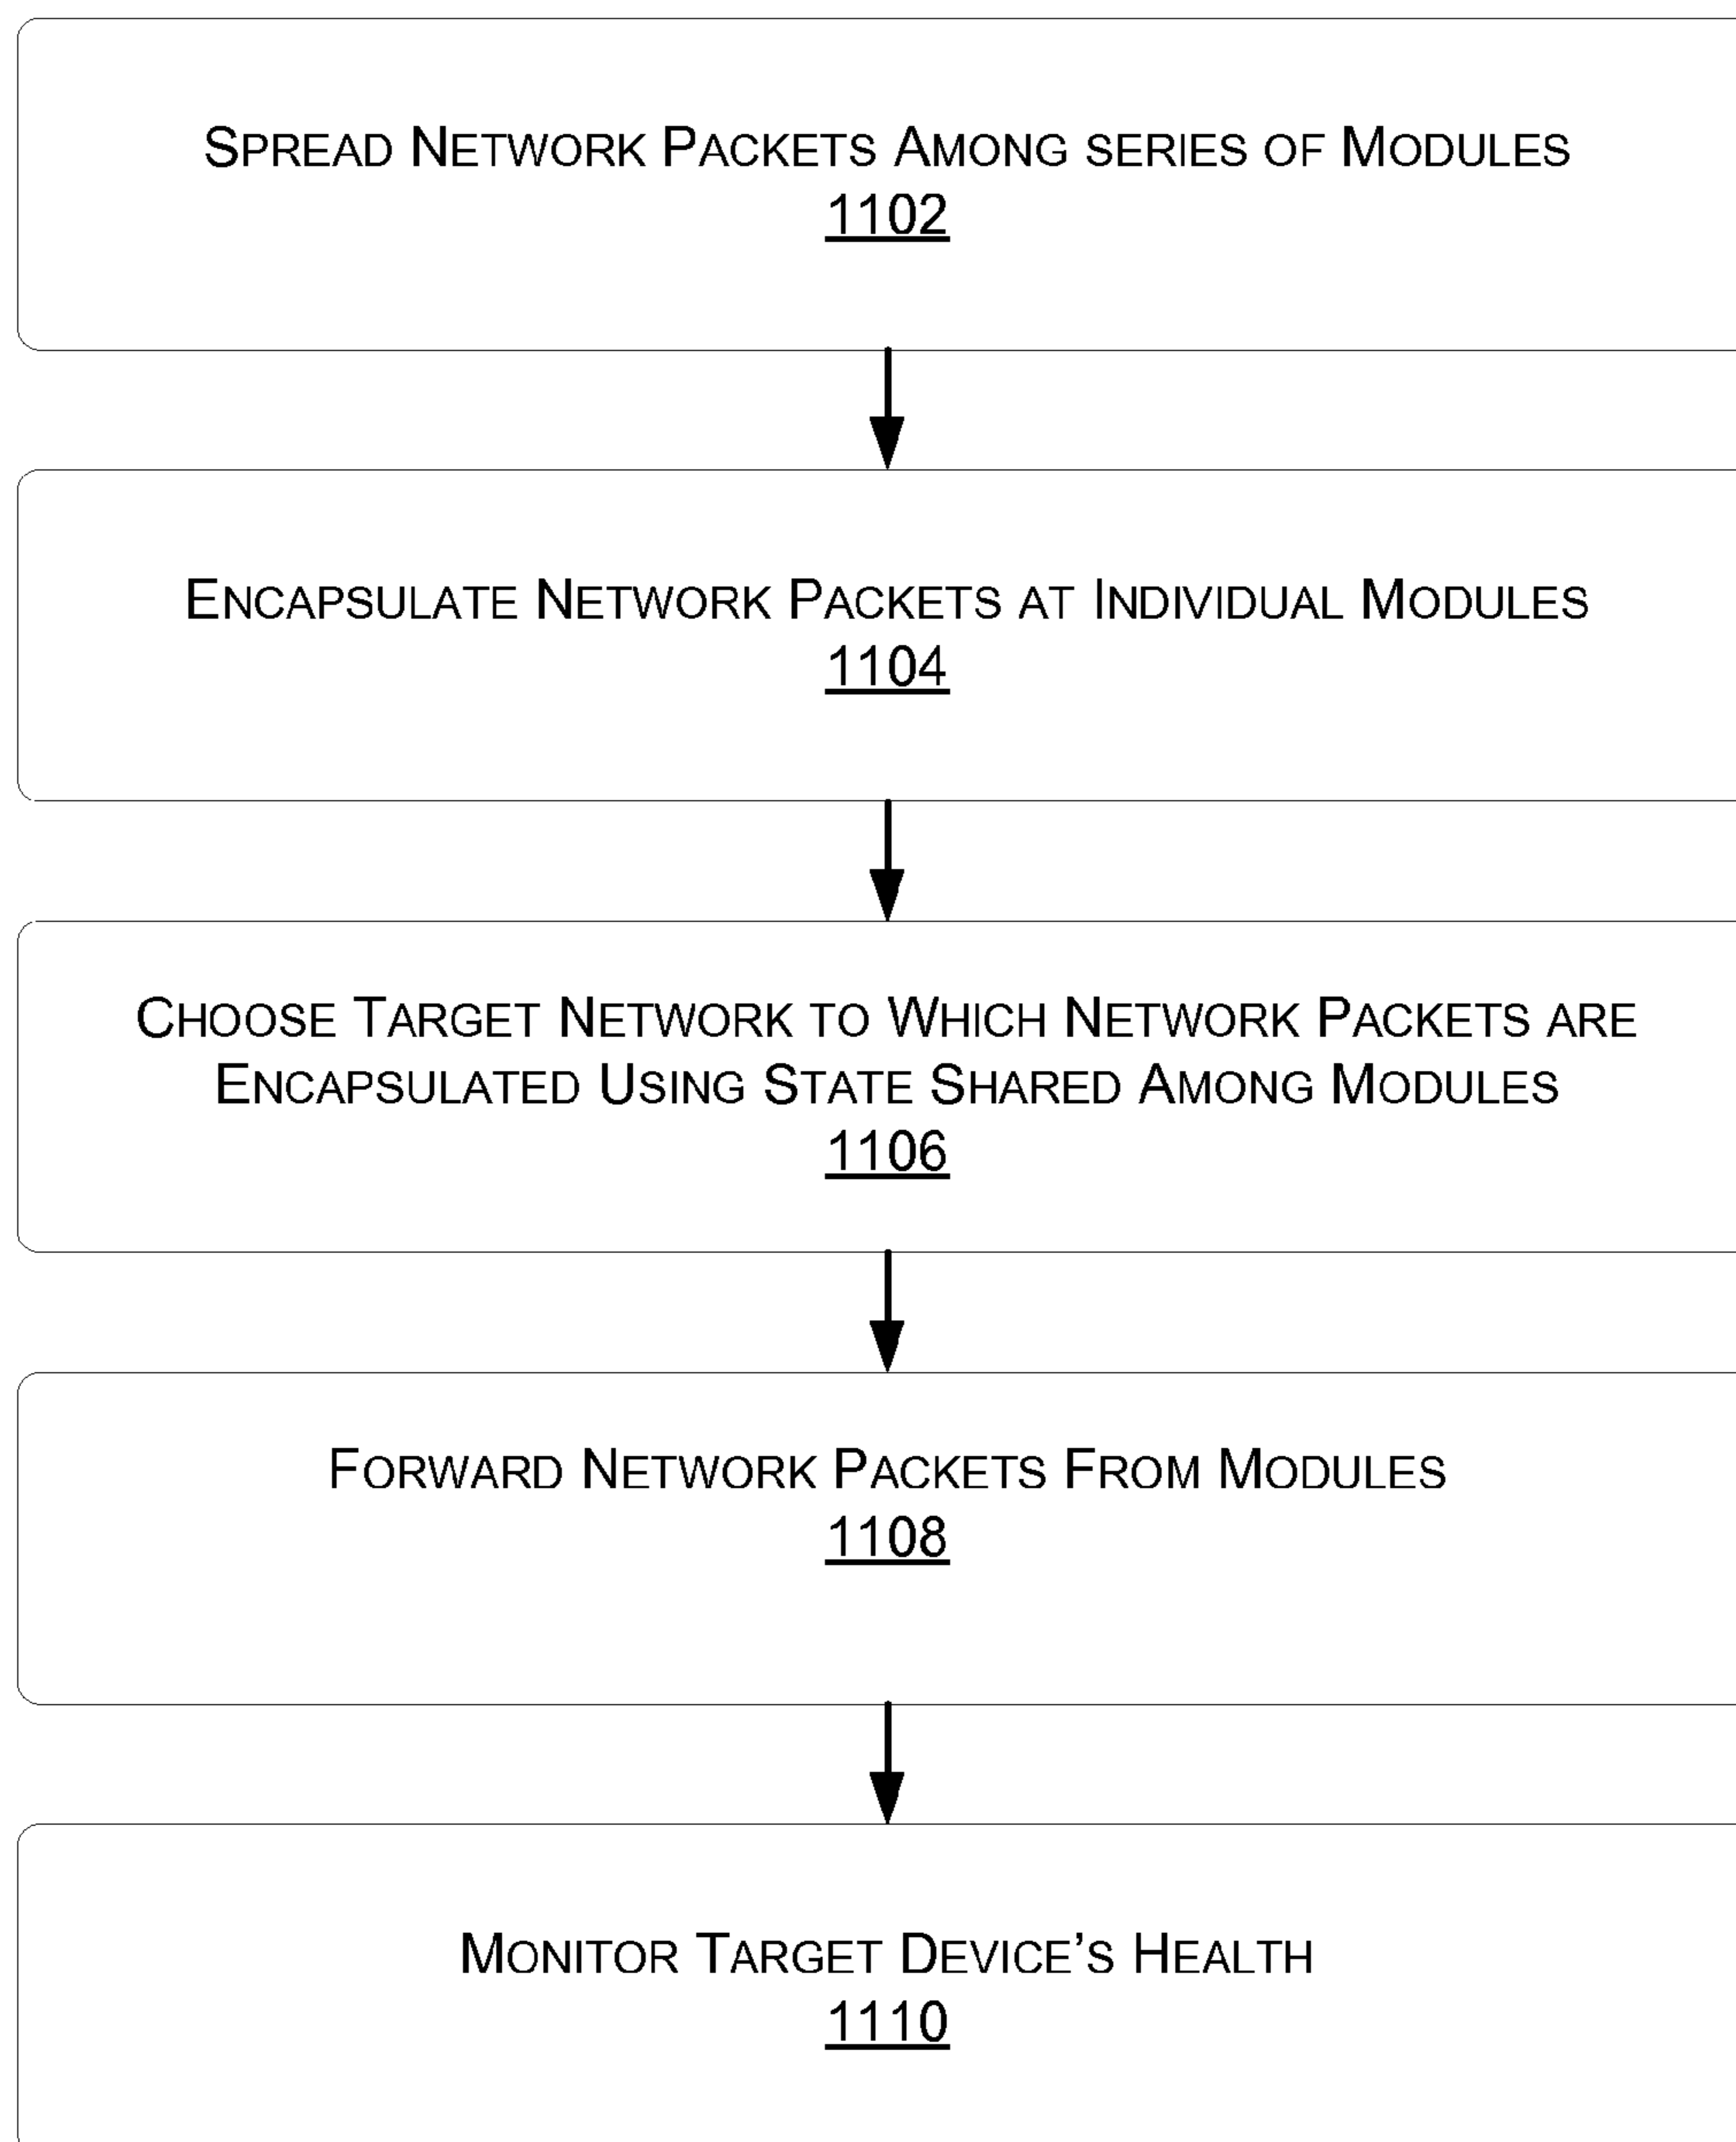 SPREAD NETWORK PACKETS AMONG SERIES OF MODULES
1102
ENCAPSULATE NETWORK PACKETS AT INDIVIDUAL MODULES
1104
CHOOSE TARGET NETWORK TO WHICH NETWORK PACKETS ARE
ENCAPSULATED USING STATE SHARED AMONG MODULES
1106
FORWARD NETWORK PACKETS FROM MODULES
1108
MONITOR TARGET DEVICE'S HEALTH
1110